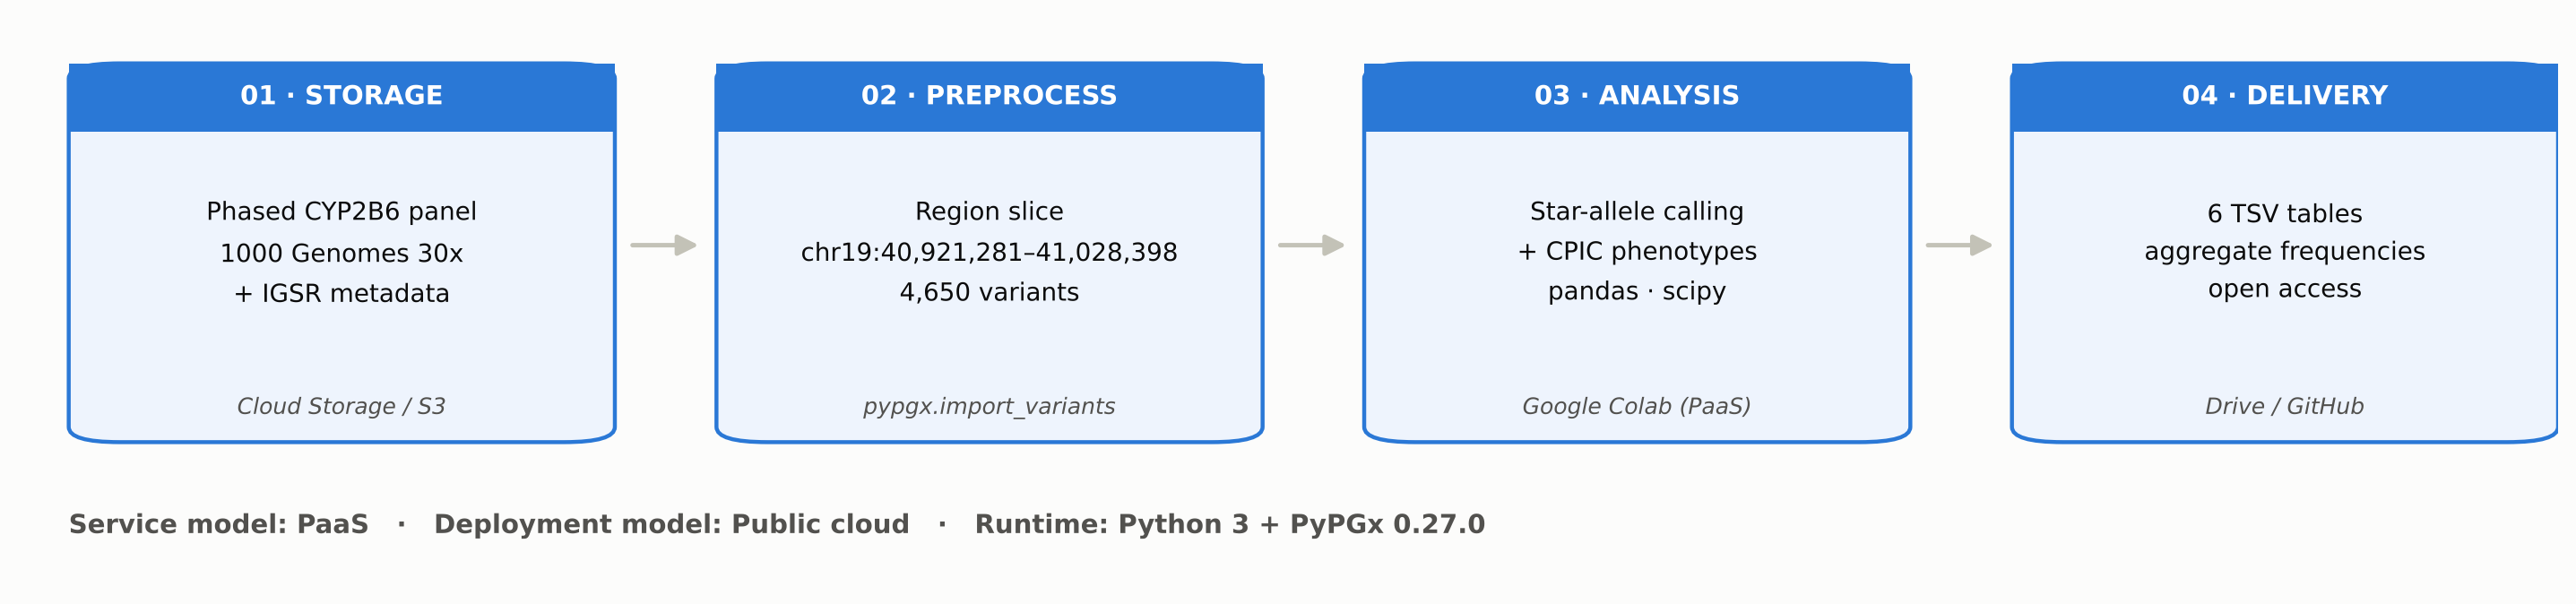 01 · STORAGE
Phased CYP2B6 panel
1000 Genomes 30x
+ IGSR metadata
Cloud Storage / S3
02 · PREPROCESS
Region slice
chr19:40,921,281–41,028,398
4,650 variants
pypgx.import_variants
03 · ANALYSIS
Star-allele calling
+ CPIC phenotypes
pandas · scipy
Google Colab (PaaS)
04 · DELIVERY
6 TSV tables
aggregate frequencies
open access
Drive / GitHub
Service model: PaaS · Deployment model: Public cloud · Runtime: Python 3 + PyPGx 0.27.0